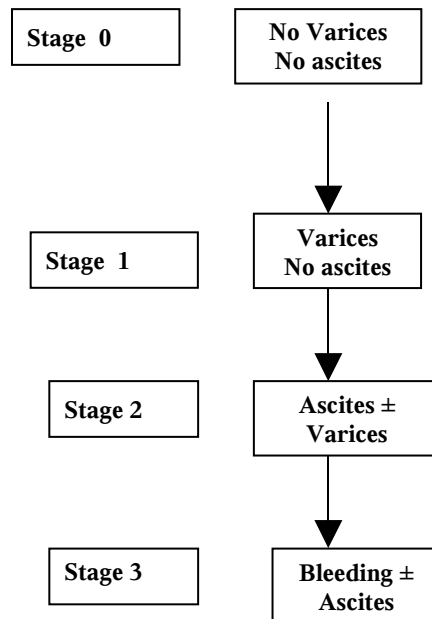 Stage 0
No Varices
No ascites
Stage 1
Varices
No ascites
Stage 2
Ascites ±
Varices
Stage 3
Bleeding ±
Ascites